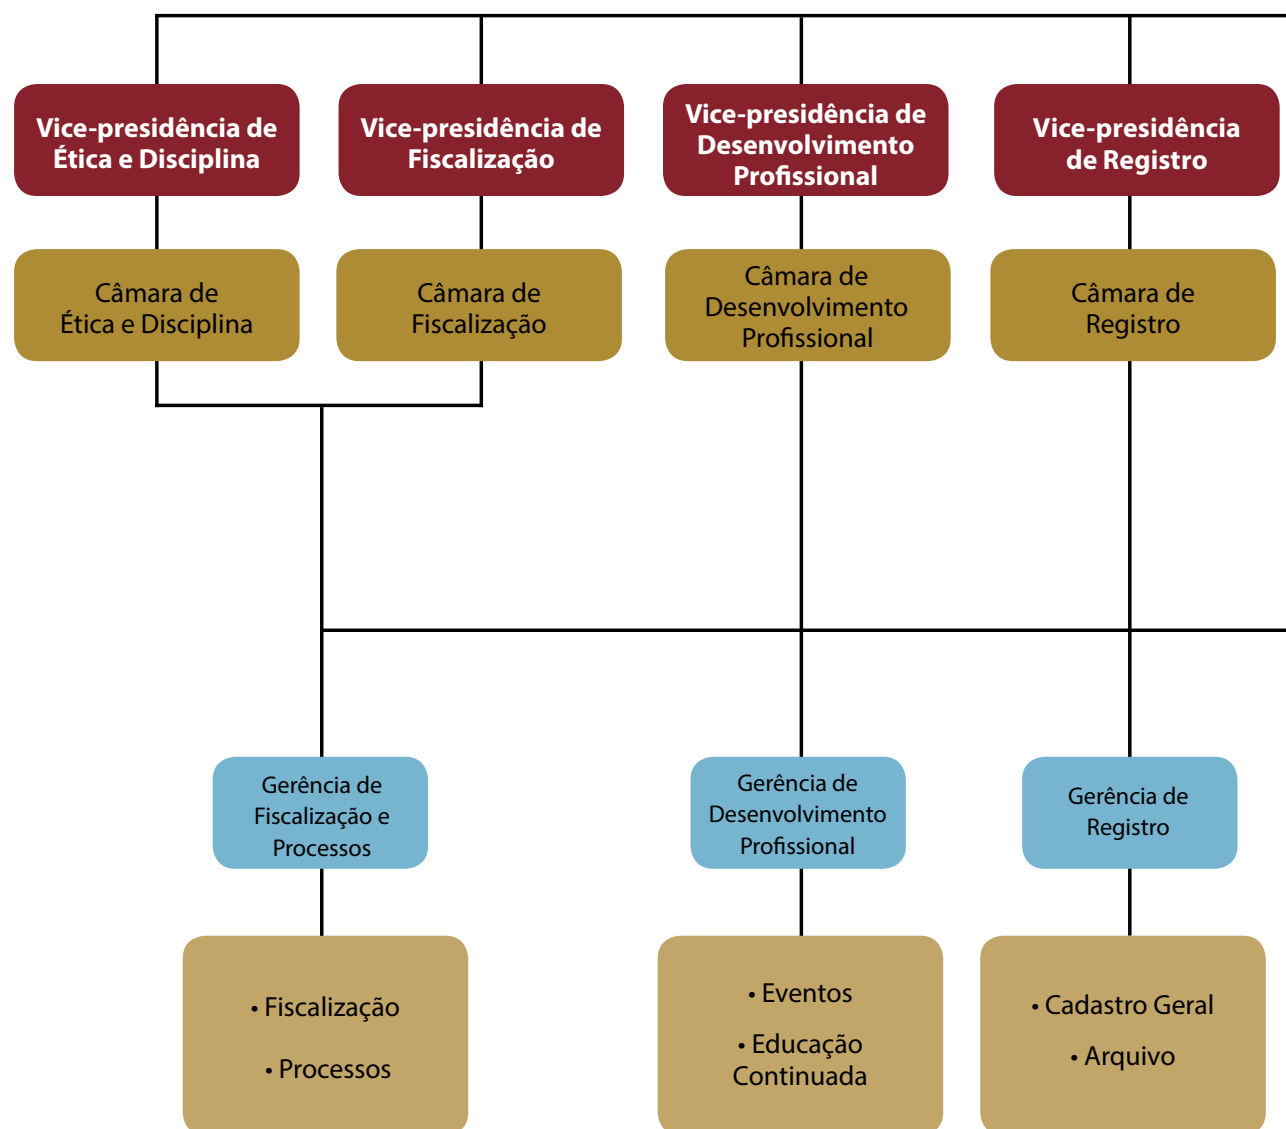 Vice-presidência de
Ética e Disciplina
Vice-presidência de
Fiscalização
Vice-presidência de
Desenvolvimento
Profissional
Vice-presidência
de Registro
Câmara de
Ética e Disciplina
Câmara de
Fiscalização
Câmara de
Desenvolvimento
Profissional
Câmara de
Registro
Gerência de
Fiscalização e
Processos
Gerência de
Desenvolvimento
Profissional
Gerência de
Registro
• Fiscalização
• Processos
• Eventos
• Educação
Continuada
• Cadastro Geral
• Arquivo